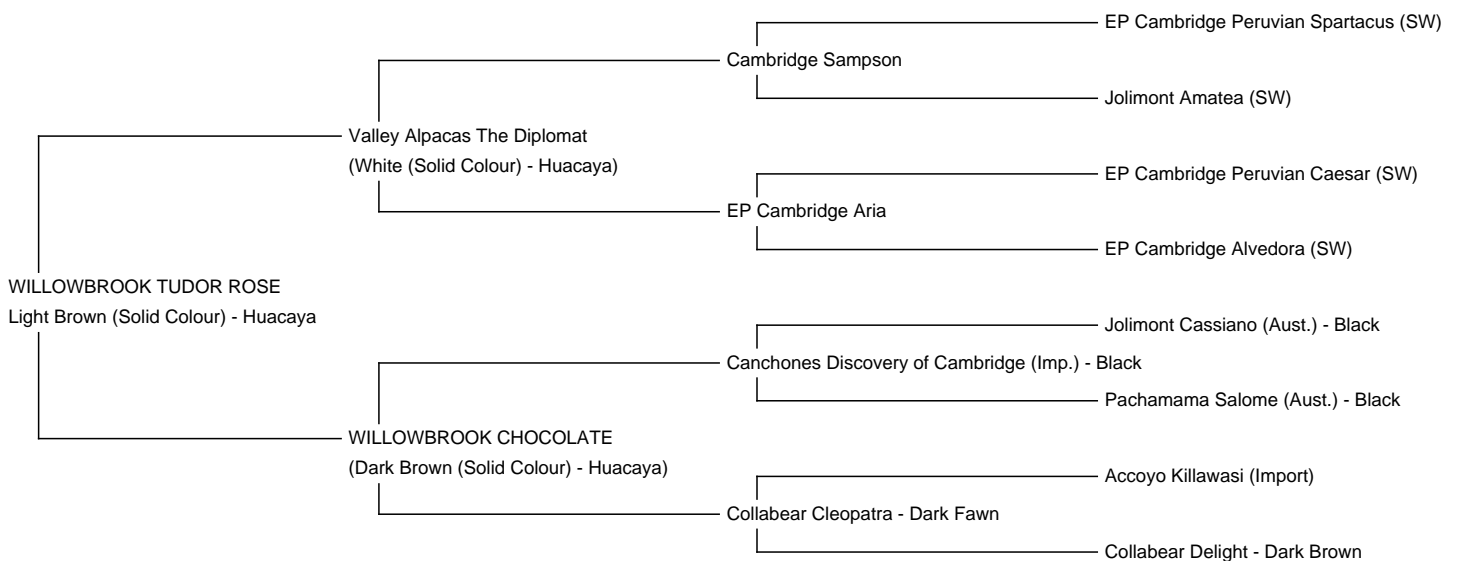 EP Cambridge Peruvian Spartacus (SW)
Cambridge Sampson
Jolimont Amatea (SW)
Valley Alpacas The Diplomat
(White (Solid Colour) - Huacaya)
EP Cambridge Peruvian Caesar (SW)
EP Cambridge Aria
EP Cambridge Alvedora (SW)
WILLOWBROOK TUDOR ROSE
Light Brown (Solid Colour) - Huacaya
Jolimont Cassiano (Aust.) - Black
Canchones Discovery of Cambridge (Imp.) - Black
Pachamama Salome (Aust.) - Black
WILLOWBROOK CHOCOLATE
(Dark Brown (Solid Colour) - Huacaya)
Accoyo Killawasi (Import)
Collabear Cleopatra - Dark Fawn
Collabear Delight - Dark Brown